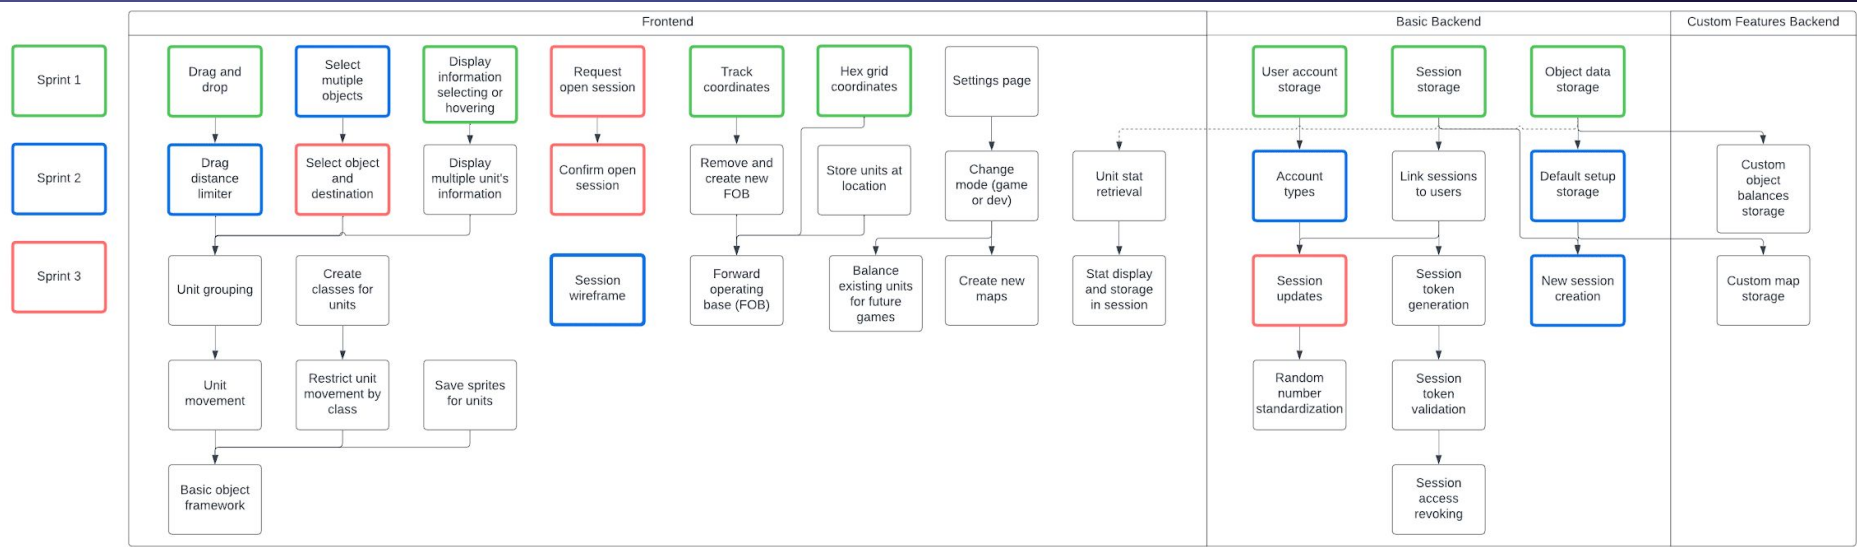 Frontend
Basic Backend
Custom Features Backend
Sprint 1
Drag and
drop
Select
mutiple
objects
Display
information
selecting or
hovering
Request
open session
Track
coordinates
Hex grid
coordinates
Settings page
User account
storage
Session
storage
Object data
storage
Sprint 2
Drag
distance
limiter
Select object
and
destination
Display
multiple unit's
information
Confirm open
session
Remove and
create new
FOB
Store units at
location
Change
mode (game
or dev)
Unit stat
retrieval
Account
types
Link sessions
to users
Default setup
storage
Custom
object
balances
storage
Sprint 3
Unit grouping
Create
classes for
units
Session
wireframe
Forward
operating
base (FOB)
Balance
existing units
for future
games
Create new
maps
Stat display
and storage
in session
Session
updates
Session
token
generation
New session
creation
Custom map
storage
Unit
movement
Restrict unit
movement by
class
Save sprites
for units
Random
number
standardization
Session
token
validation
Basic object
framework
Session
access
revoking